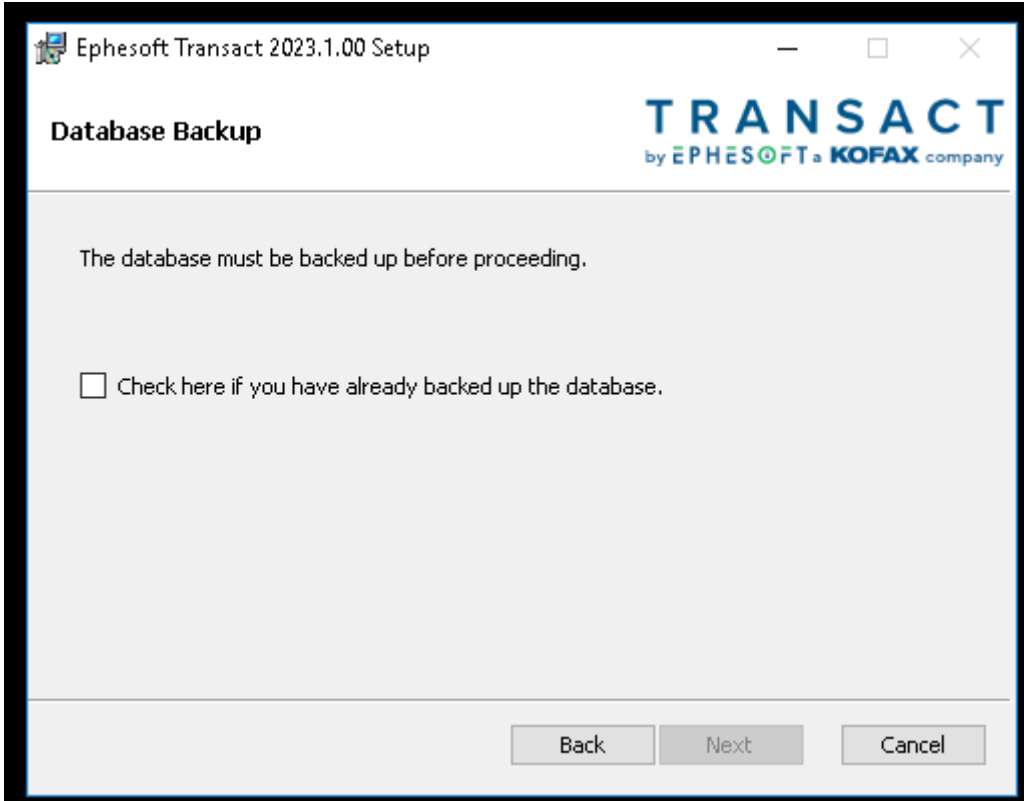 Ephesoft Transact 2023.1.00 Setup
Database Backup
TRANSACT
by EPHESOFT a KOFAX company
The database must be backed up before proceeding.
Check here if you have already backed up the database.
Back
Next
Cancel